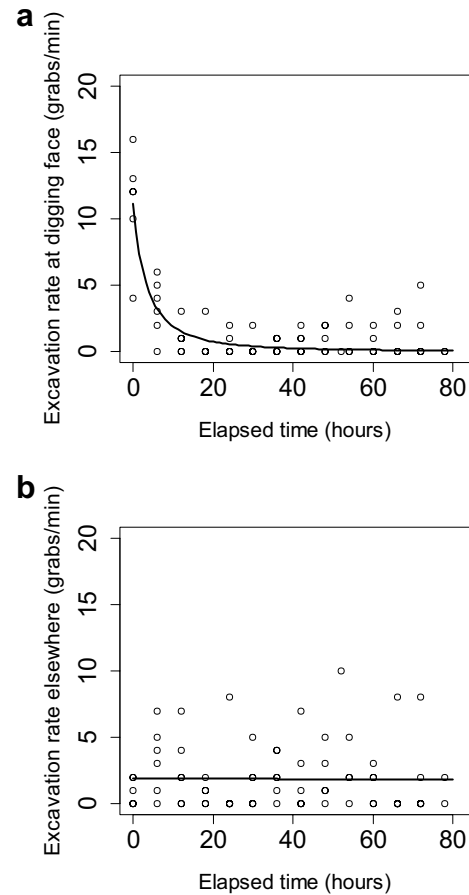 a
Excavation rate at digging face (grabs/min)
20
15
10
5
0
0 20 40 60 80
Elapsed time (hours)
b
Excavation rate elsewhere (grabs/min)
20
15
10
5
0
0 20 40 60 80
Elapsed time (hours)